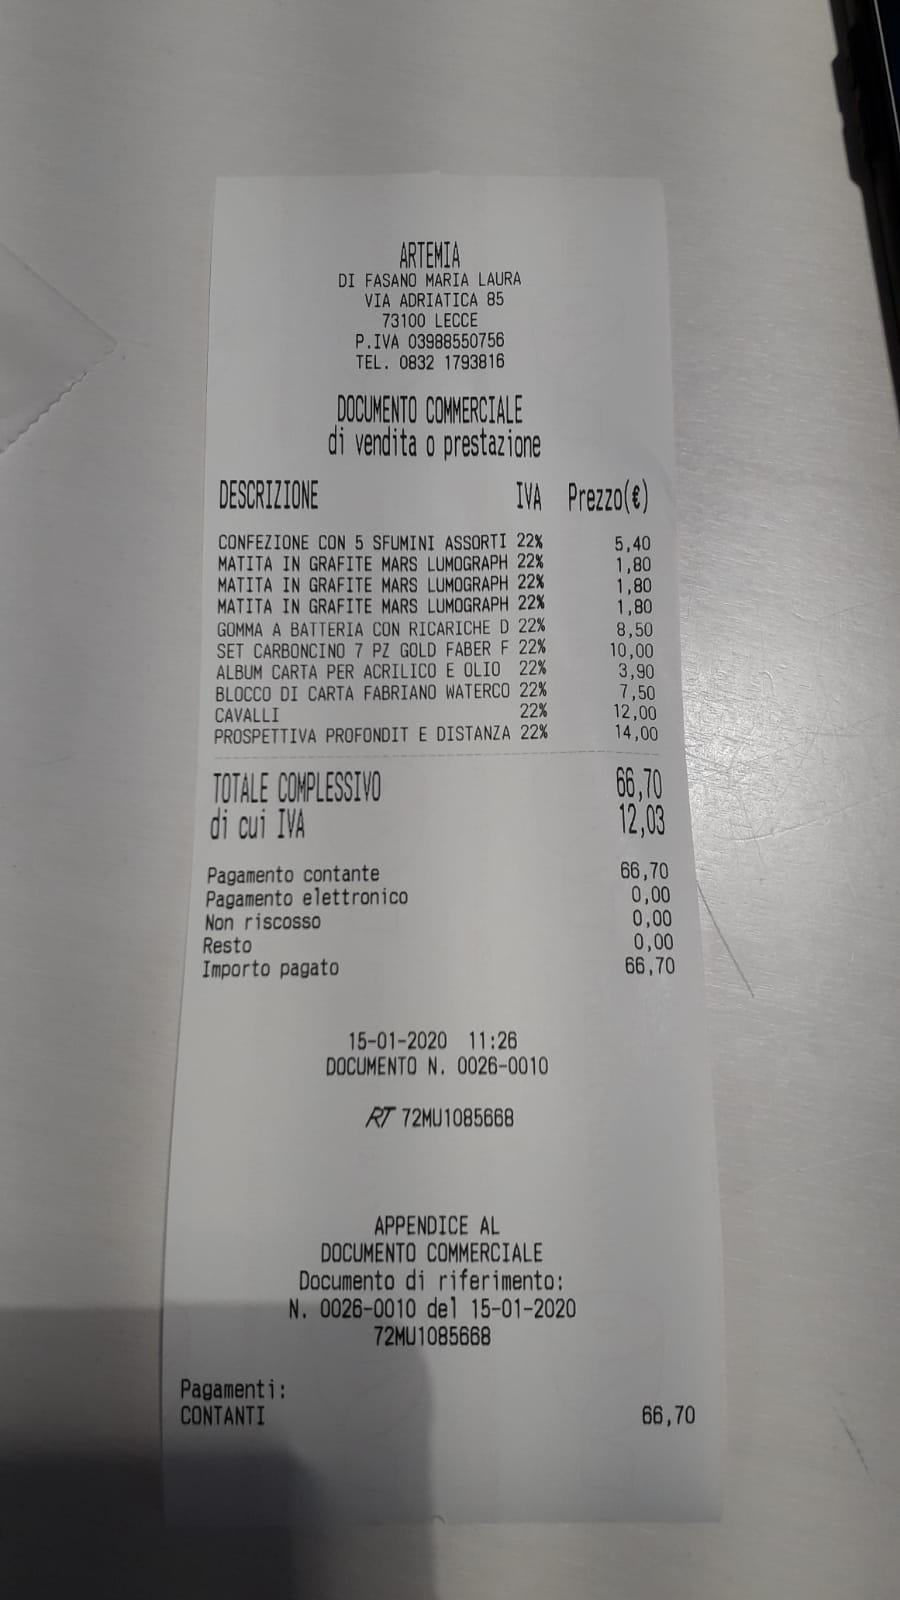 ARTEMIA
DI FASANO MARIA LAURA
VIA ADRIATICA 85
73100 LECCE
P.IVA 03988550756
TEL. 0832 1793816
DOCUMENTO COMMERCIALE
di vendita o prestazione
DESCRIZIONE IVA Prezzo(€)
CONFEZIONE CON 5 SFUMINI ASSORTI 22% 5,40
MATITA IN GRAFITE MARS LUMOGRAPH 22% 1,80
MATITA IN GRAFITE MARS LUMOGRAPH 22% 1,80
MATITA IN GRAFITE MARS LUMOGRAPH 22% 1,80
GOMMA A BATTERIA CON RICARICHE D 22% 8,50
SET CARBONCINO 7 PZ GOLD FABER F 22% 10,00
ALBUM CARTA PER ACRILICO E OLIO 22% 3,90
BLOCCO DI CARTA FABRIANO WATERCO 22% 7,50
CAVALLI 22% 12,00
PROSPETTIVA PROFONDIT E DISTANZA 22% 14,00
TOTALE COMPLESSIVO 66,70
di cui IVA 12,03
Pagamento contante 66,70
Pagamento elettronico 0,00
Non riscosso 0,00
Resto 0,00
Importo pagato 66,70
15-01-2020 11:26
DOCUMENTO N. 0026-0010
RT 72MU1085668
APPENDICE AL
DOCUMENTO COMMERCIALE
Documento di riferimento:
N. 0026-0010 del 15-01-2020
72MU1085668
Pagamenti:
CONTANTI 66,70